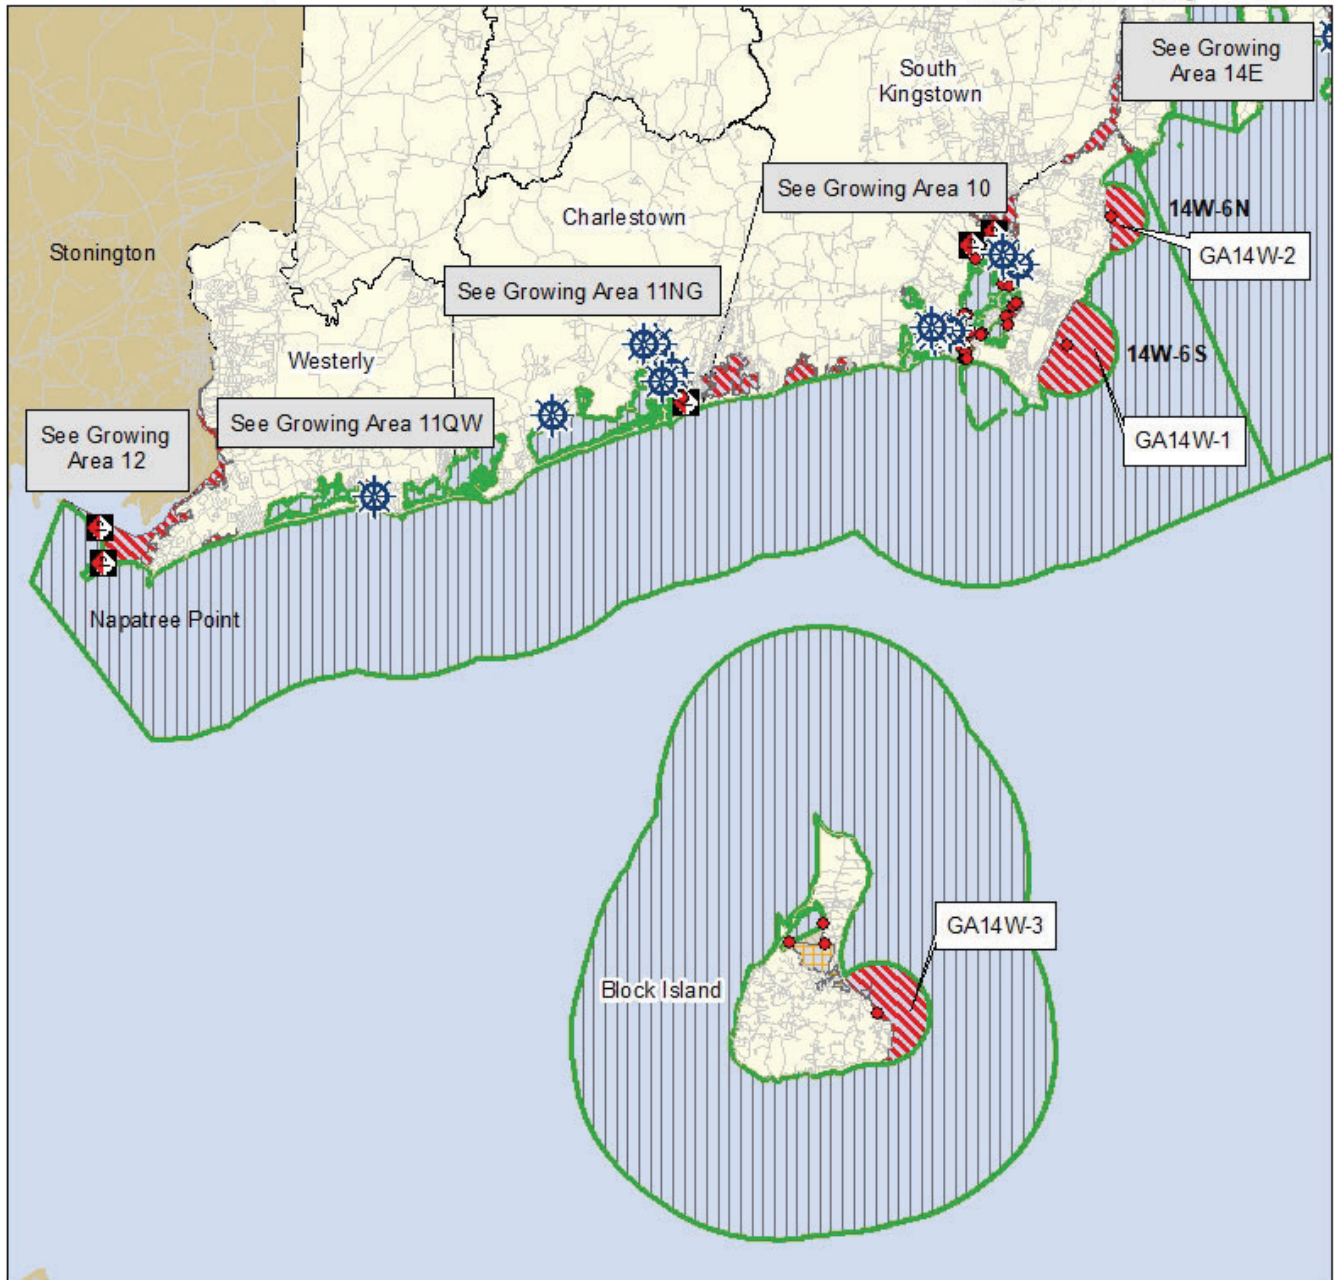 See Growing
Area 14E
South
Kingstown
See Growing Area 10
14W-6N
Charlestown
GA14W-2
Stonington
See Growing Area 11NG
14W-6S
Westerly
See Growing Area 11QW
See Growing
Area 12
GA14W-1
Napatree Point
GA14W-3
Block Island